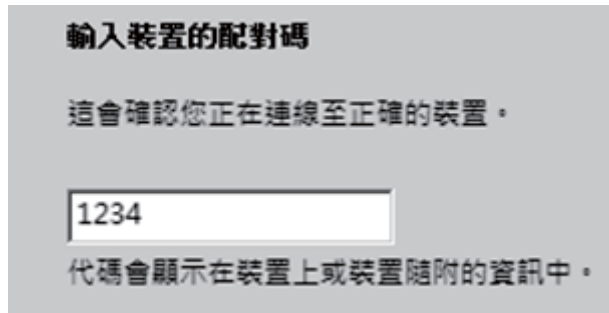 輸入裝置的配對碼
這會確認您正在連線至正確的裝置。
1234
代碼會顯示在裝置上或裝置隨附的資訊中。